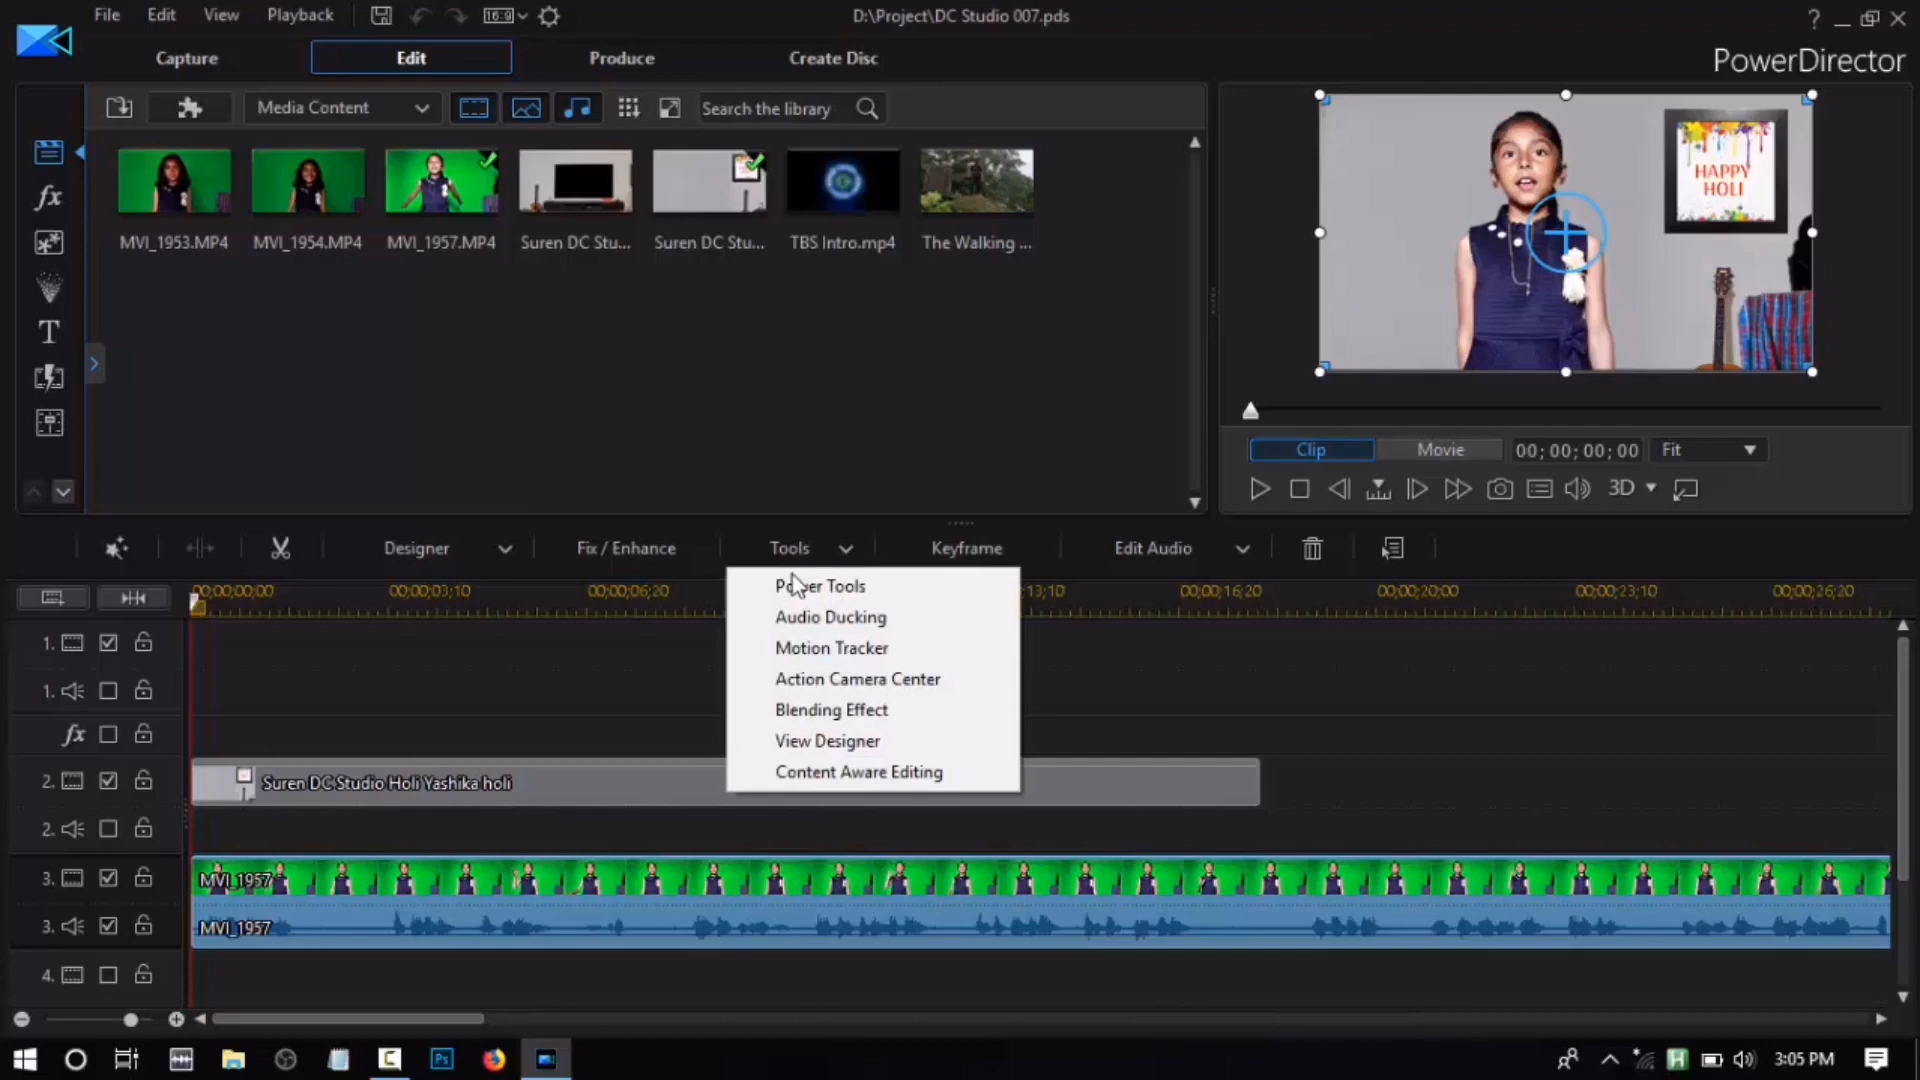 File Edit View Playback 16:9 D:\Project\DC Studio 007.pds ?
Capture Edit Produce Create Disc PowerDirector
Media Content Search the library
MVI_1953.MP4 MVI_1954.MP4 MVI_1957.MP4 Suren DC Stu... Suren DC Stu... TBS Intro.mp4 The Walking ...
HAPPY
HOLI
fx
T
Clip Movie 00;00;00;00 Fit
3D
Designer Fix / Enhance Tools Keyframe Edit Audio
00;00;00;00 00;00;03;10 00;00;06;20 13;10 00;00;16;20 00;00;20;00 00;00;23;10 00;00;26;20
Power Tools
Audio Ducking
Motion Tracker
Action Camera Center
Blending Effect
View Designer
Content Aware Editing
1.
1.
fx
2. Suren DC Studio Holi Yashika holi
2.
3. MVI_1957
3. MVI_1957
4.
C Ps H 3:05 PM